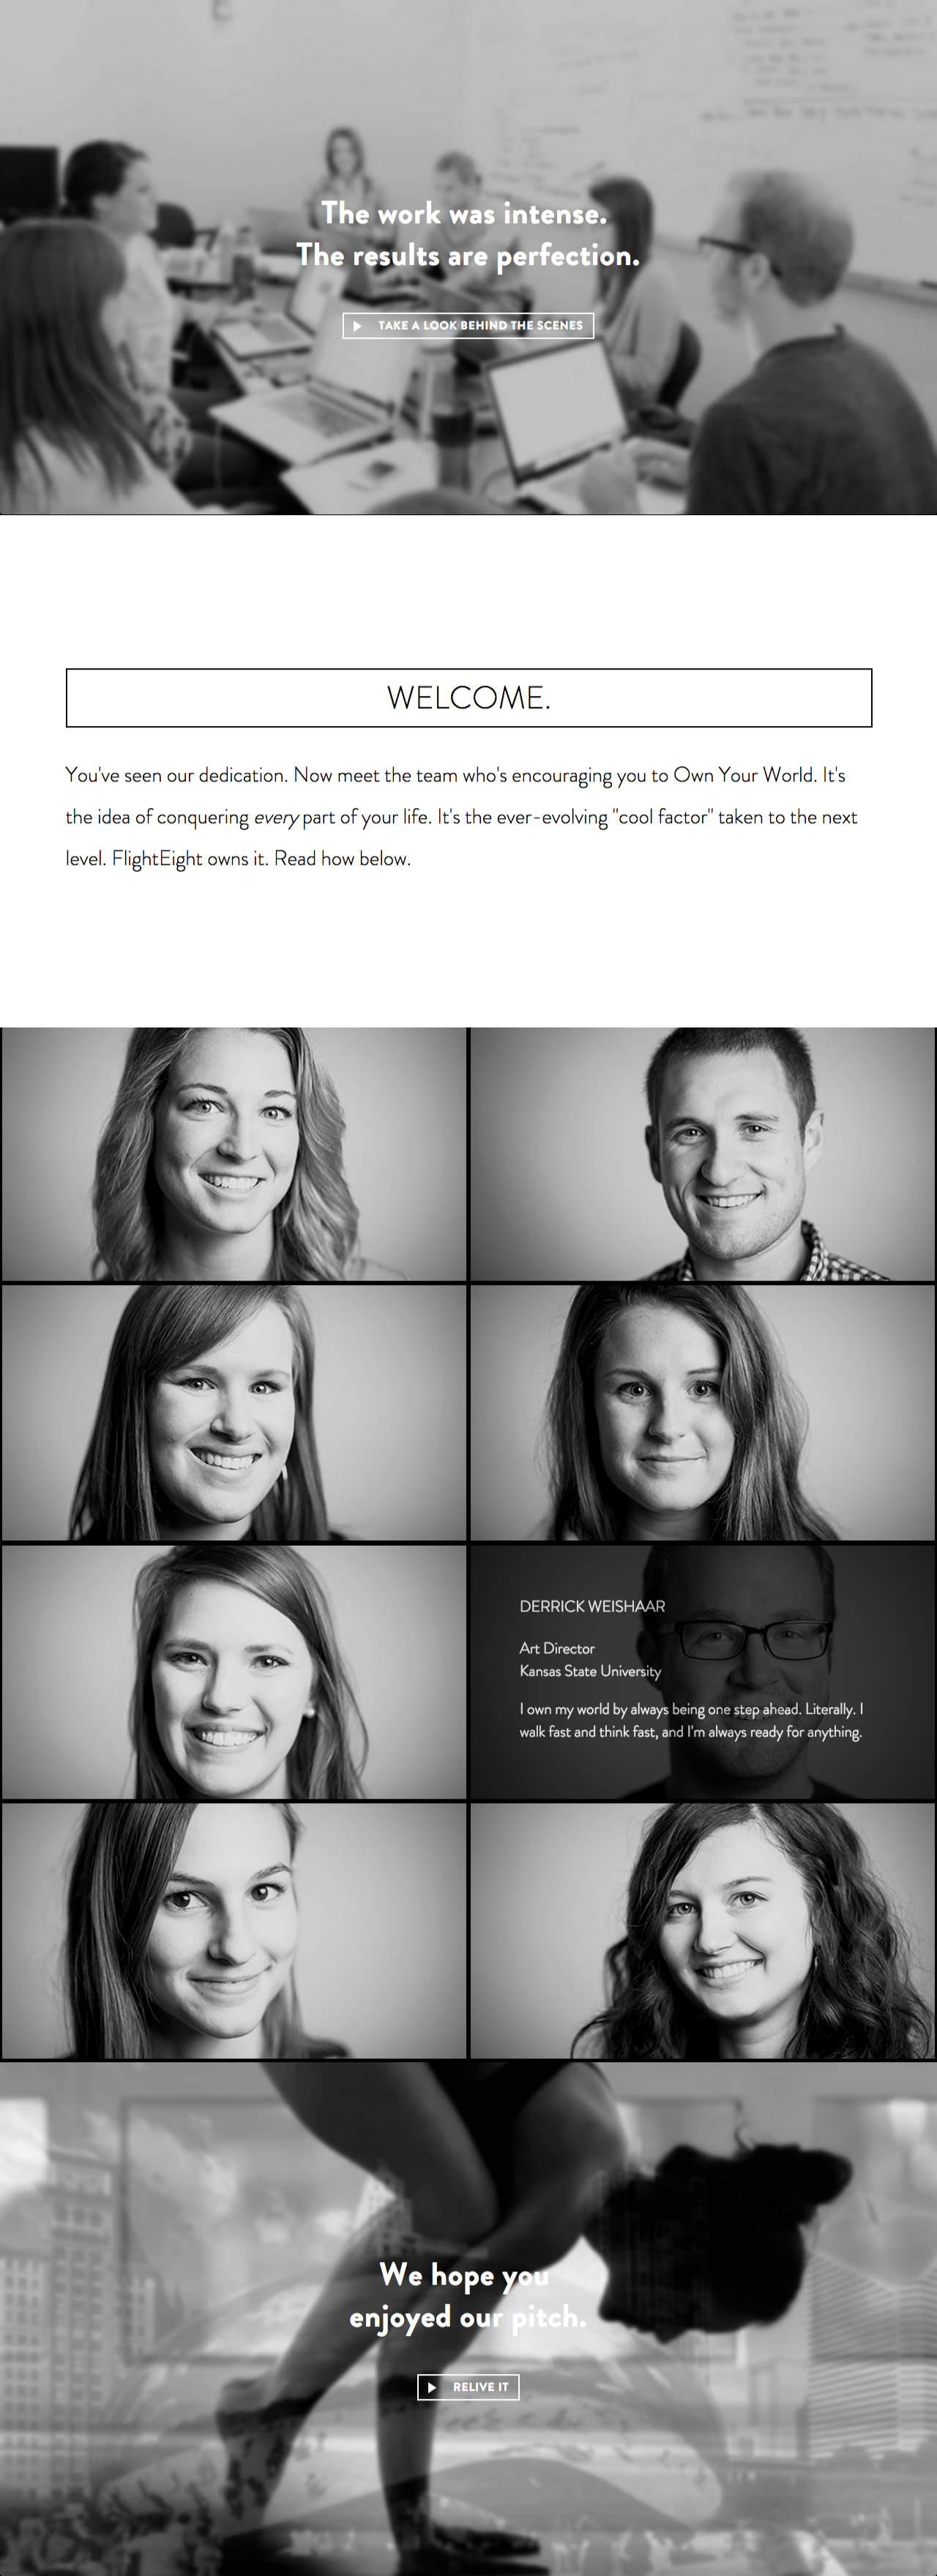 The work was intense.
The results are perfection.
TAKE A LOOK BEHIND THE SCENES
WELCOME.
You've seen our dedication. Now meet the team who's encouraging you to Own Your World. It's
the idea of conquering every part of your life. It's the ever-evolving "cool factor" taken to the next
level. FlightEight owns it. Read how below.
DERRICK WEISHAAR
Art Director
Kansas State University
I own my world by always being one step ahead. Literally. I
walk fast and think fast, and I'm always ready for anything.
We hope you
enjoyed our pitch.
RELIVE IT